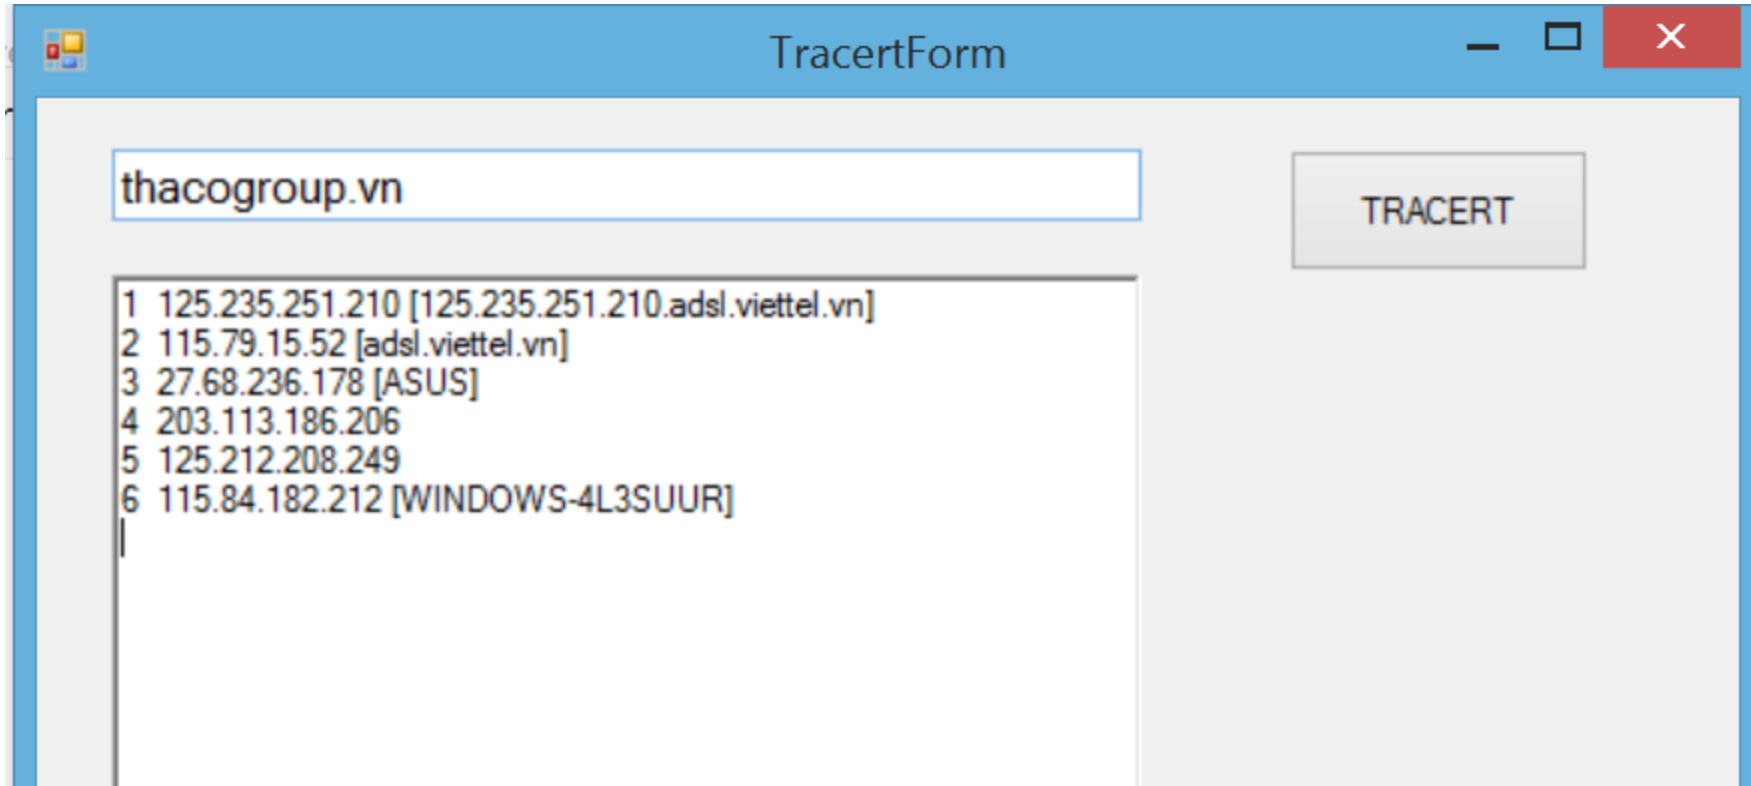 TracertForm
thacogroup.vn
TRACERT
1 125.235.251.210 [125.235.251.210.adsl.viettel.vn]
2 115.79.15.52 [adsl.viettel.vn]
3 27.68.236.178 [ASUS]
4 203.113.186.206
5 125.212.208.249
6 115.84.182.212 [WINDOWS-4L3SUUR]